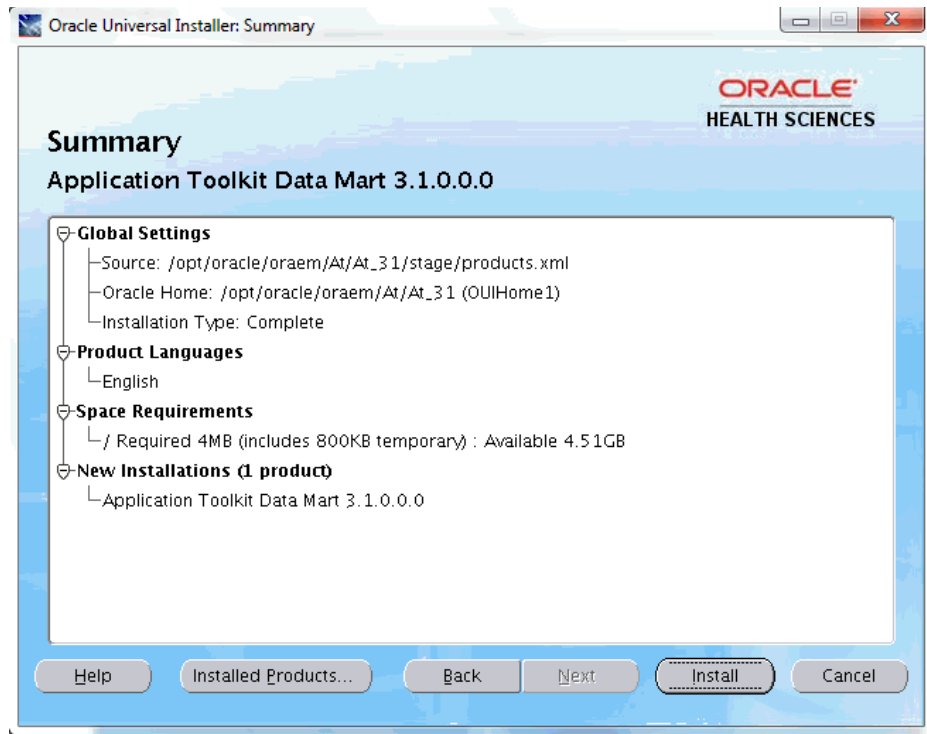 Oracle Universal Installer: Summary
ORACLE
HEALTH SCIENCES
Summary
Application Toolkit Data Mart 3.1.0.0.0
Global Settings
Source: /opt/oracle/oraem/At/At_31/stage/products.xml
Oracle Home: /opt/oracle/oraem/At/At_31 (OUIHome1)
Installation Type: Complete
Product Languages
English
Space Requirements
/ Required 4MB (includes 800KB temporary) : Available 4.51GB
New Installations (1 product)
Application Toolkit Data Mart 3.1.0.0.0
Help Installed Products... Back Next Install Cancel